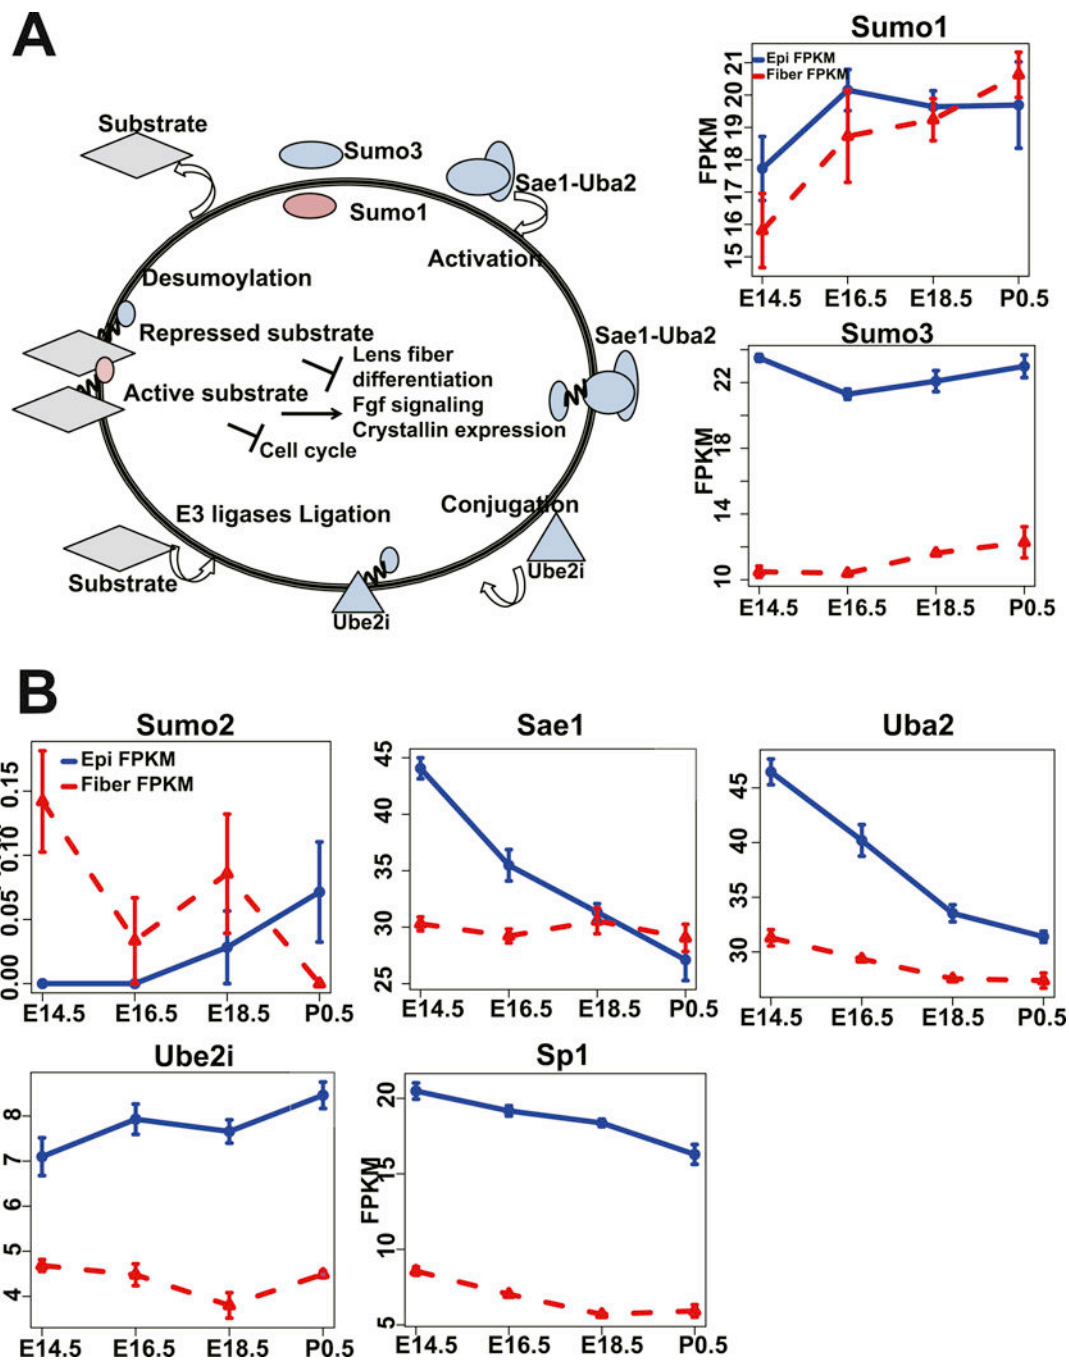 A
Sumo1
Epi FPKM
Fiber FPKM
FPKM
21
20
19
18
17
16
15
E14.5 E16.5 E18.5 P0.5
Substrate
Sumo3
Sumo1
Sae1-Uba2
Activation
Desumoylation
Repressed substrate
Lens fiber
differentiation
Active substrate
Fgf signaling
Crystallin expression
Cell cycle
Sae1-Uba2
E3 ligases Ligation
Conjugation
Substrate
Ube2i
Ube2i
Sumo3
FPKM
22
18
14
10
E14.5 E16.5 E18.5 P0.5
B
Sumo2
Epi FPKM
Fiber FPKM
0.15
0.10
0.05
0.00
E14.5 E16.5 E18.5 P0.5
Sae1
45
40
35
30
25
E14.5 E16.5 E18.5 P0.5
Uba2
45
40
35
30
E14.5 E16.5 E18.5 P0.5
Ube2i
8
7
6
5
4
E14.5 E16.5 E18.5 P0.5
Sp1
FPKM
20
15
10
5
E14.5 E16.5 E18.5 P0.5